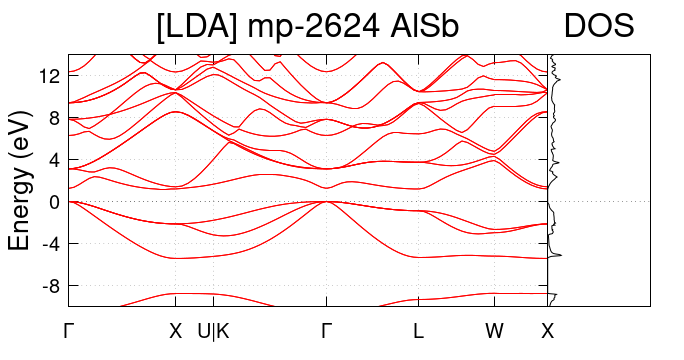 [LDA] mp-2624 AlSb DOS
Energy (eV)
12
8
4
0
-4
-8
Γ X U|K Γ L W X